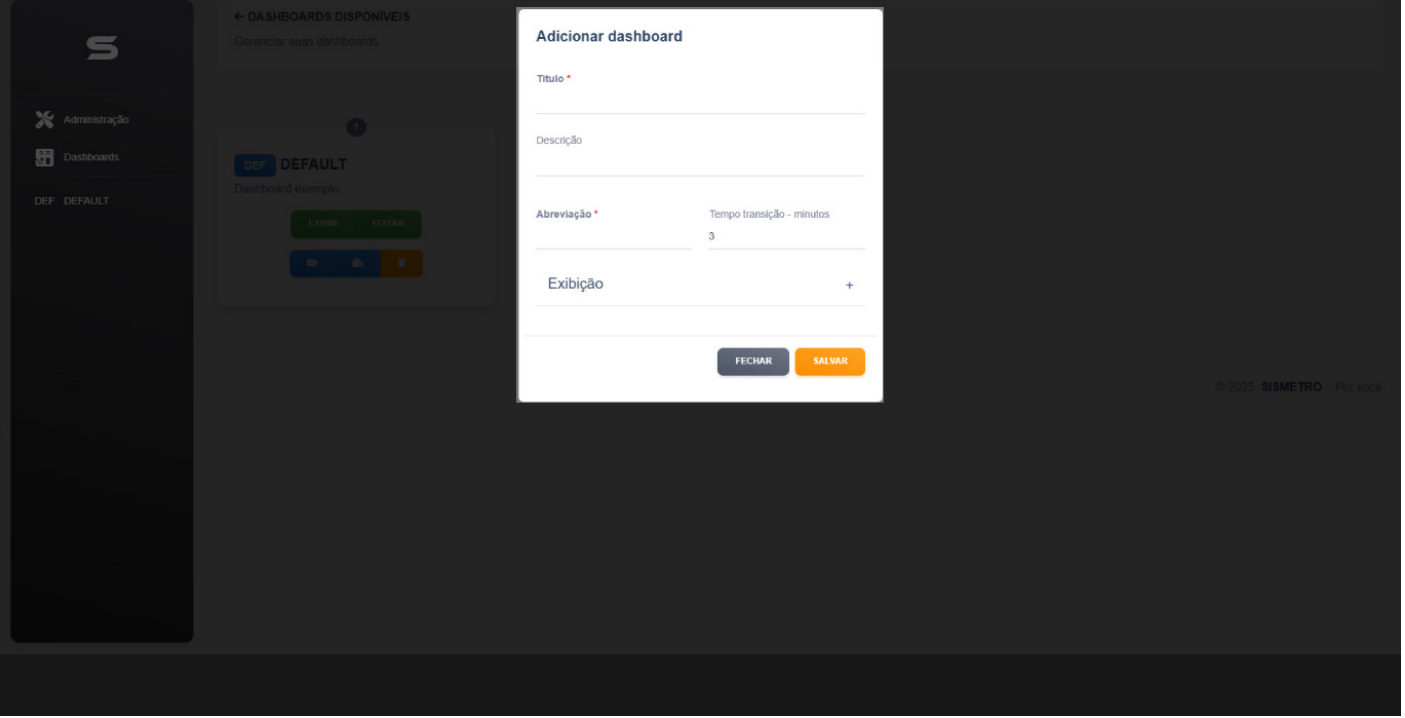 ← DASHBOARDS DISPONÍVEIS
Gerenciar suas dashboards
Administração
Dashboards
DEF DEFAULT
1
DEF DEFAULT
Dashboard exemplo
EXIBIR EDITAR
Adicionar dashboard
Título *
Descrição
Abreviação *
Tempo transição - minutos
3
Exibição +
FECHAR SALVAR
© 2025, SISMETRO - Por você.